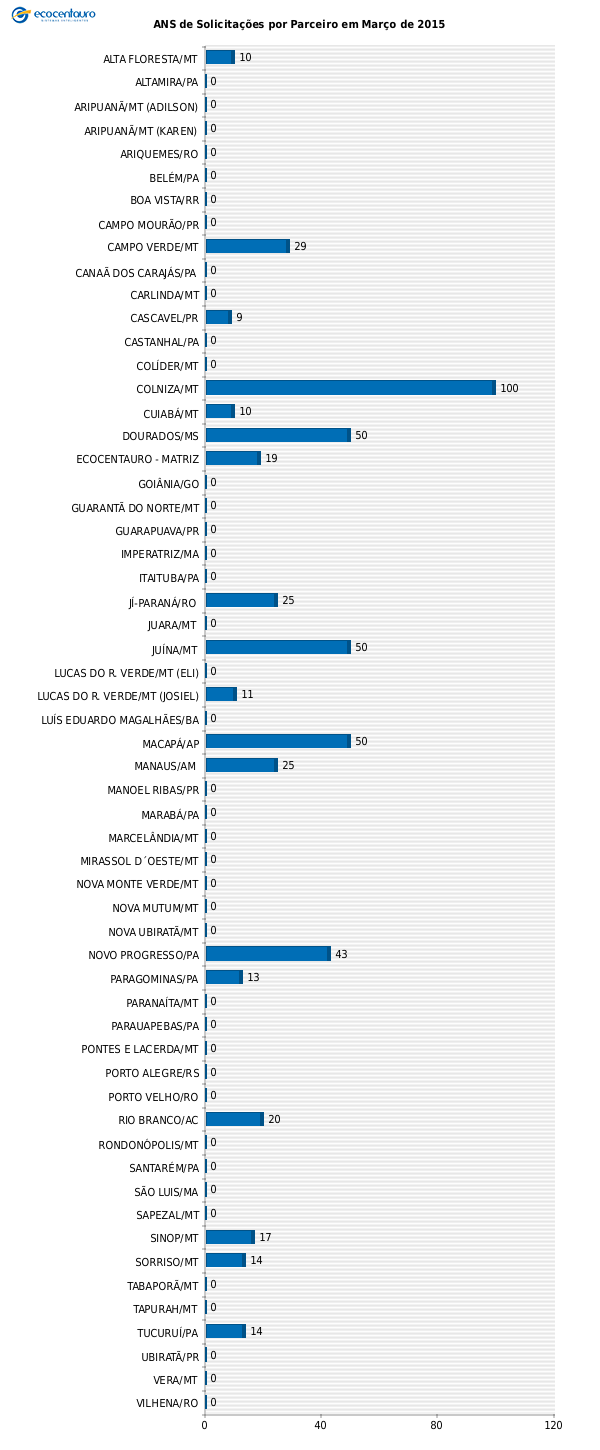 ecocentauro
ANS de Solicitações por Parceiro em Março de 2015
ALTA FLORESTA/MT 10
ALTAMIRA/PA 0
ARIPUANÃ/MT (ADILSON) 0
ARIPUANÃ/MT (KAREN) 0
ARIQUEMES/RO 0
BELÉM/PA 0
BOA VISTA/RR 0
CAMPO MOURÃO/PR 0
CAMPO VERDE/MT 29
CANAÃ DOS CARAJÁS/PA 0
CARLINDA/MT 0
CASCAVEL/PR 9
CASTANHAL/PA 0
COLÍDER/MT 0
COLNIZA/MT 100
CUIABÁ/MT 10
DOURADOS/MS 50
ECOCENTAURO - MATRIZ 19
GOIÂNIA/GO 0
GUARANTÃ DO NORTE/MT 0
GUARAPUAVA/PR 0
IMPERATRIZ/MA 0
ITAITUBA/PA 0
JÍ-PARANÁ/RO 25
JUARA/MT 0
JUÍNA/MT 50
LUCAS DO R. VERDE/MT (ELI) 0
LUCAS DO R. VERDE/MT (JOSIEL) 11
LUÍS EDUARDO MAGALHÃES/BA 0
MACAPÁ/AP 50
MANAUS/AM 25
MANOEL RIBAS/PR 0
MARABÁ/PA 0
MARCELÂNDIA/MT 0
MIRASSOL D´OESTE/MT 0
NOVA MONTE VERDE/MT 0
NOVA MUTUM/MT 0
NOVA UBIRATÃ/MT 0
NOVO PROGRESSO/PA 43
PARAGOMINAS/PA 13
PARANAÍTA/MT 0
PARAUAPEBAS/PA 0
PONTES E LACERDA/MT 0
PORTO ALEGRE/RS 0
PORTO VELHO/RO 0
RIO BRANCO/AC 20
RONDONÓPOLIS/MT 0
SANTARÉM/PA 0
SÃO LUIS/MA 0
SAPEZAL/MT 0
SINOP/MT 17
SORRISO/MT 14
TABAPORÃ/MT 0
TAPURAH/MT 0
TUCURUÍ/PA 14
UBIRATÃ/PR 0
VERA/MT 0
VILHENA/RO 0
0 40 80 120